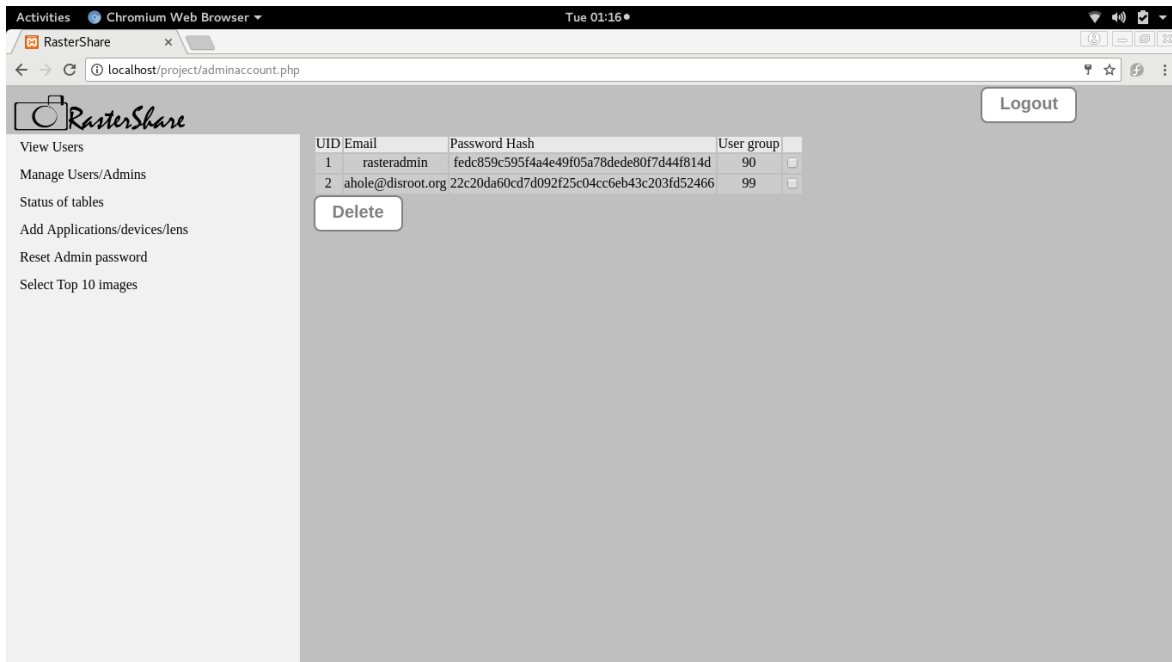 Activities Chromium Web Browser Tue 01:16
RasterShare
localhost/project/adminaccount.php
RasterShare Logout
View Users
Manage Users/Admins
Status of tables
Add Applications/devices/lens
Reset Admin password
Select Top 10 images
UID Email Password Hash User group
1 rasteradmin fedc859c595f4a4e49f05a78dede80f7d44f814d 90
2 ahole@disroot.org 22c20da60cd7d092f25c04cc6eb43c203fd52466 99
Delete